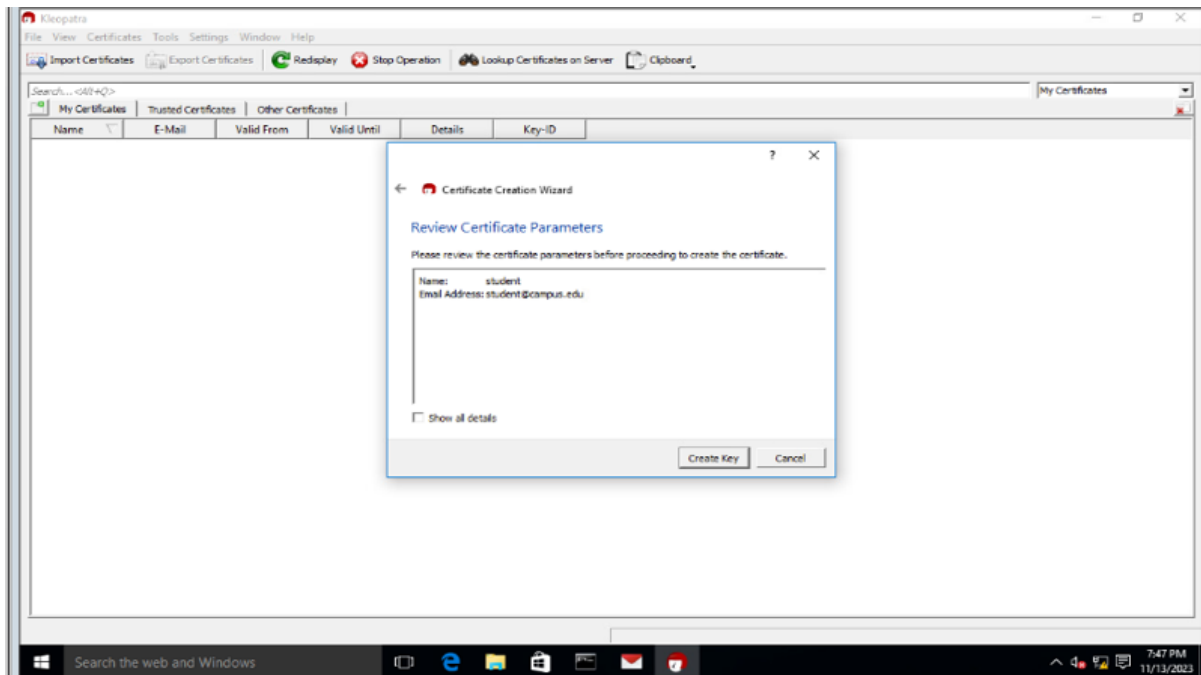 Kleopatra
File View Certificates Tools Settings Window Help
Import Certificates Export Certificates Redisplay Stop Operation Lookup Certificates on Server Clipboard
Search... <Alt+Q> My Certificates
My Certificates Trusted Certificates Other Certificates
Name E-Mail Valid From Valid Until Details Key-ID
?
Certificate Creation Wizard
Review Certificate Parameters
Please review the certificate parameters before proceeding to create the certificate.
Name: student
Email Address: student@campus.edu
Show all details
Create Key Cancel
Search the web and Windows
7:47 PM
11/13/2023